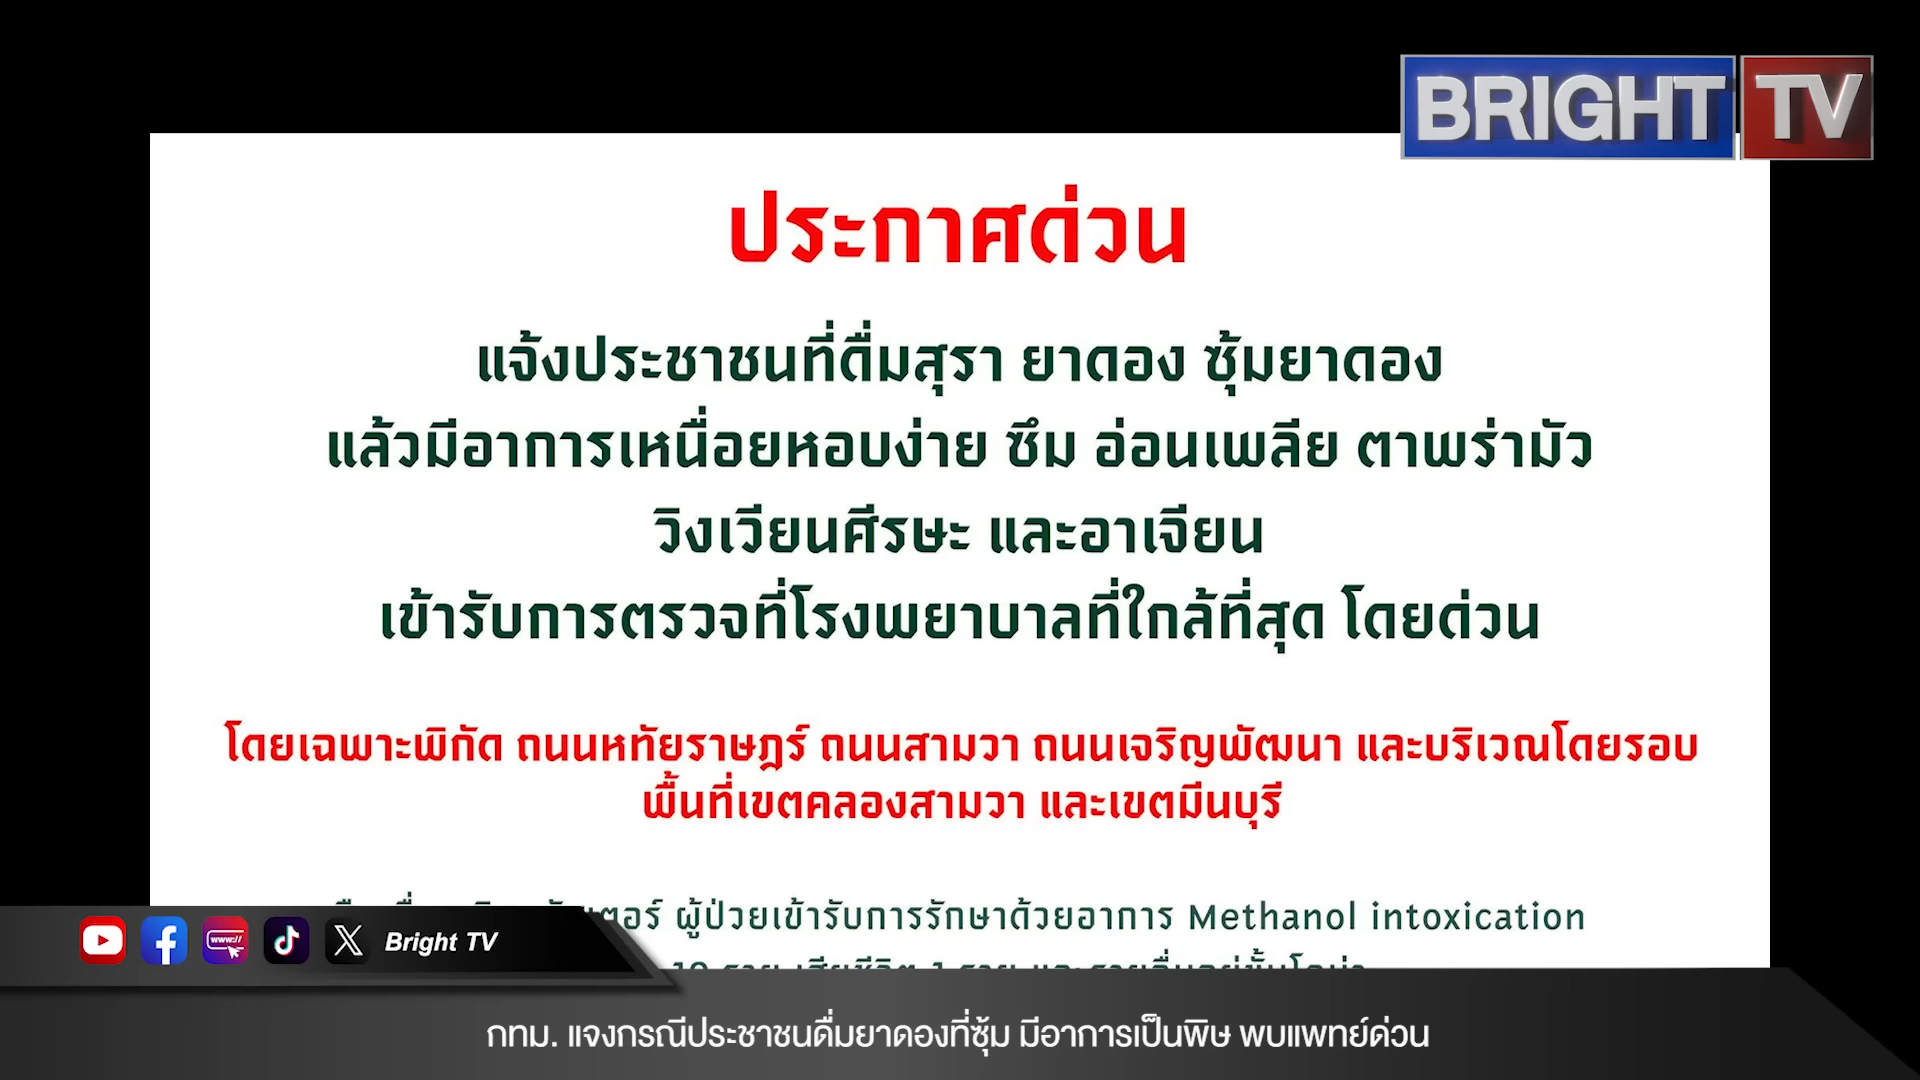 BRIGHT TV
ประกาศด่วน
แจ้งประชาชนที่ดื่มสุรา ยาดอง ซุ้มยาดอง
แล้วมีอาการเหนื่อยหอบง่าย ซึม อ่อนเพลีย ตาพร่ามัว
วิงเวียนศีรษะ และอาเจียน
เข้ารับการตรวจที่โรงพยาบาลที่ใกล้ที่สุด โดยด่วน
โดยเฉพาะพิกัด ถนนหทัยราษฎร์ ถนนสามวา ถนนเจริญพัฒนา และบริเวณโดยรอบ
พื้นที่เขตคลองสามวา และเขตมีนบุรี
ผู้ป่วยเข้ารับการรักษาด้วยอาการ Methanol intoxication
www://
Bright TV
กทม. แจงกรณีประชาชนดื่มยาดองที่ซุ้ม มีอาการเป็นพิษ พบแพทย์ด่วน